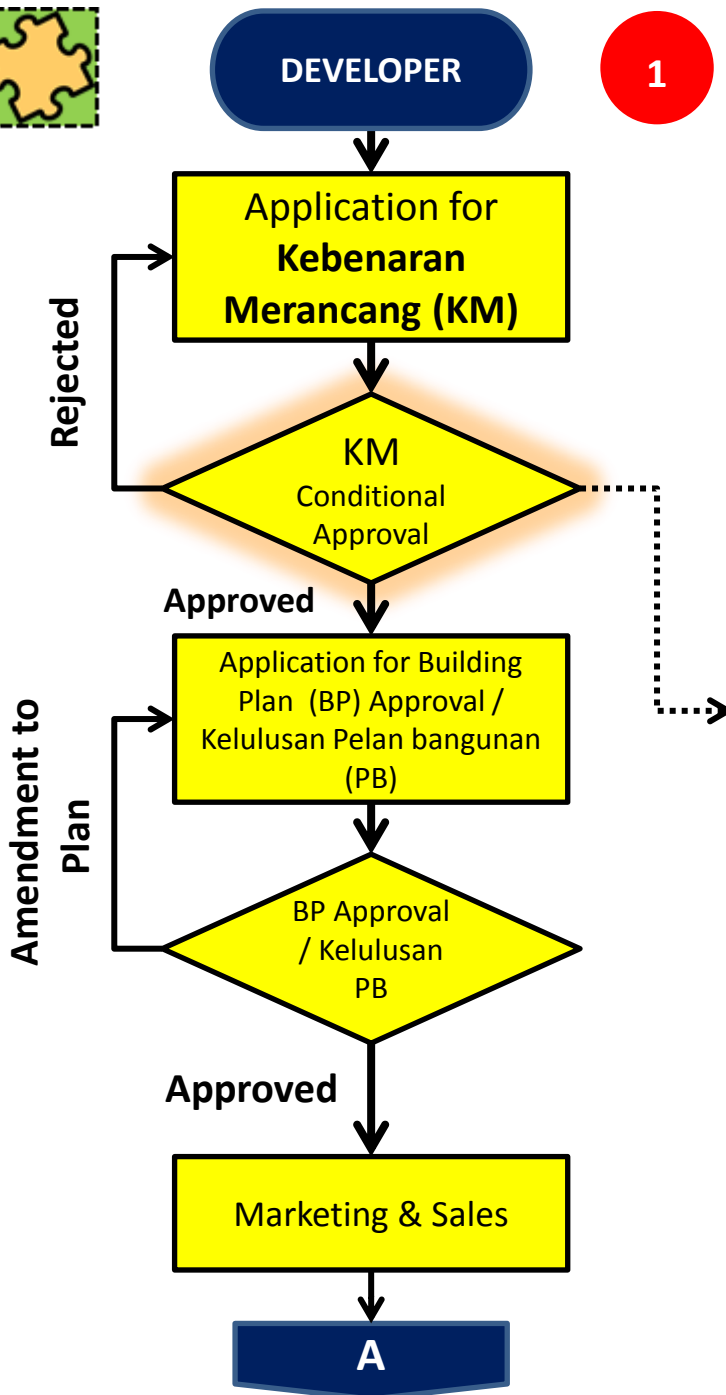 DEVELOPER
1
Application for
Kebenaran
Merancang (KM)
Rejected
KM
Conditional
Approval
Approved
Application for Building
Plan (BP) Approval /
Kelulusan Pelan bangunan
(PB)
Amendment to
Plan
BP Approval
/ Kelulusan
PB
Approved
Marketing & Sales
A